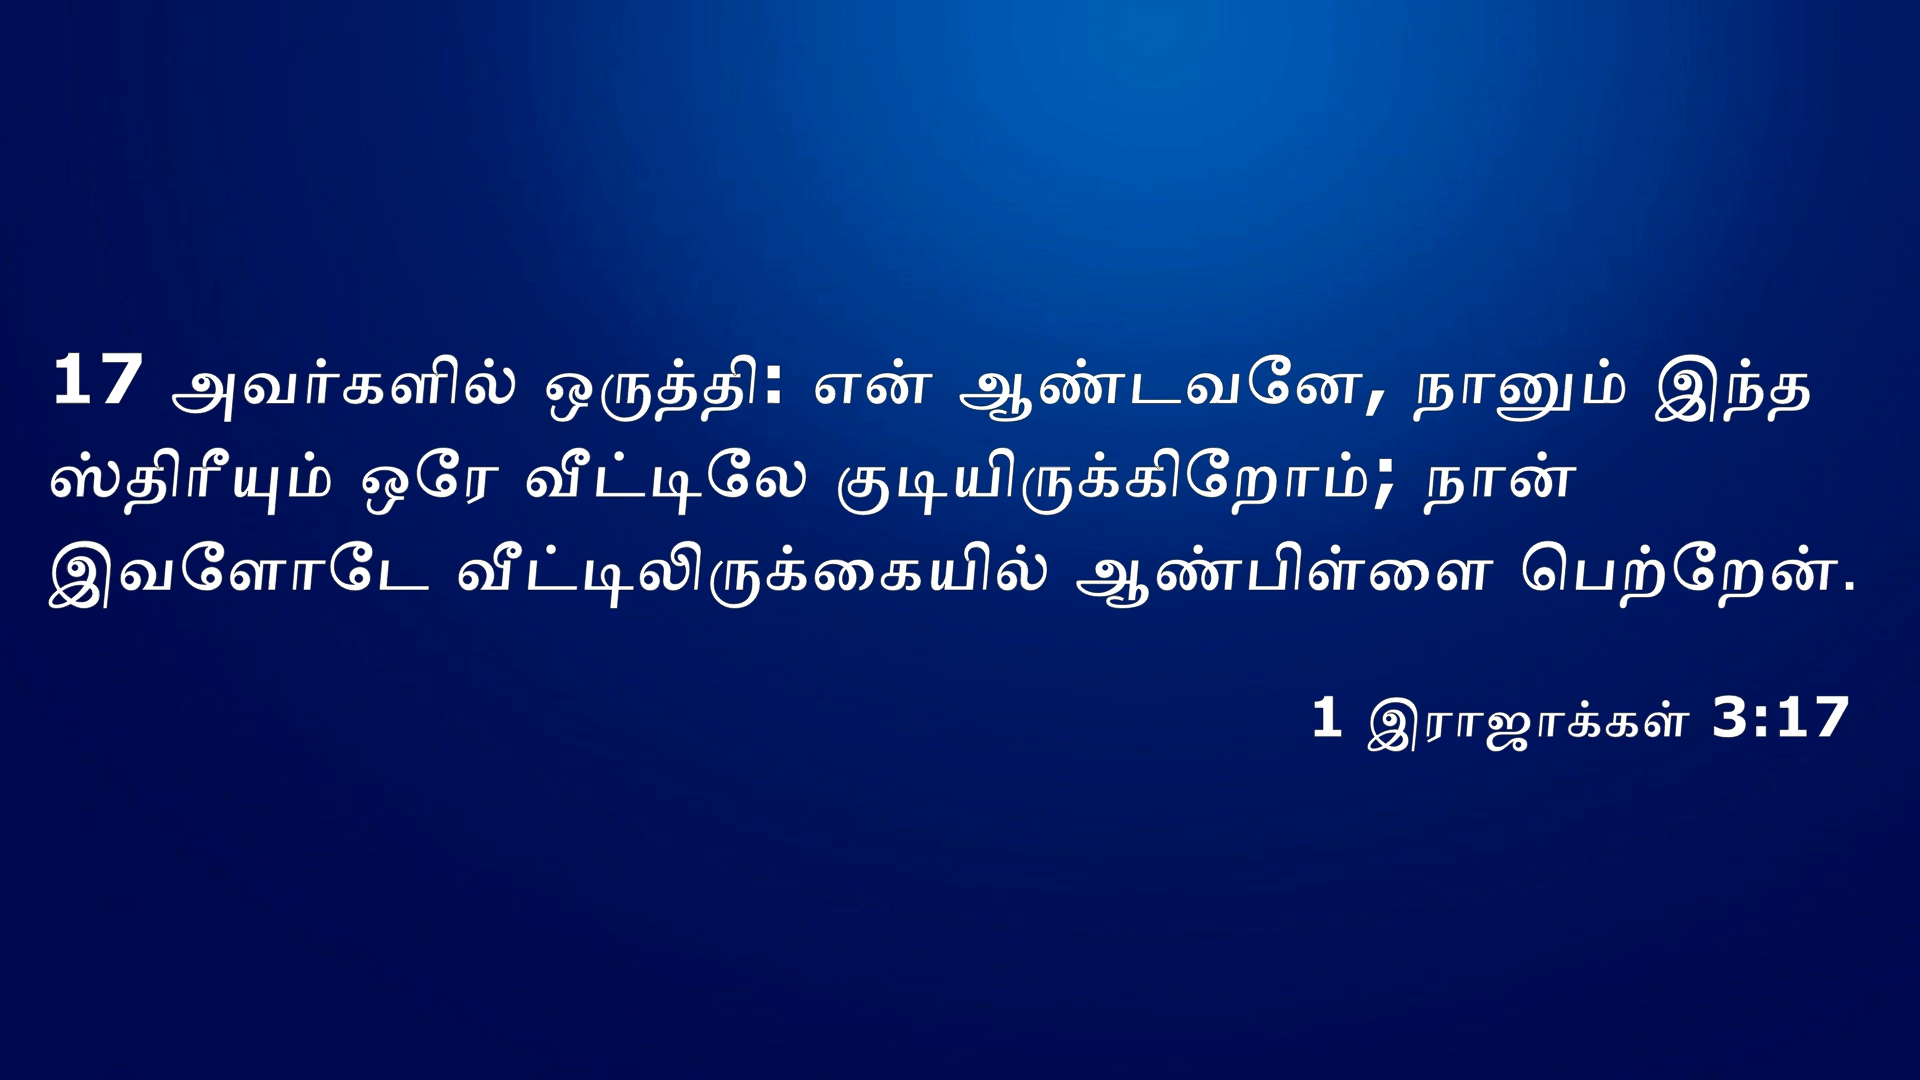 17 அவர்களில் ஒருத்தி: என் ஆண்டவனே, நானும் இந்த
ஸ்திரீயும் ஒரே வீட்டிலே குடியிருக்கிறோம்; நான்
இவளோடே வீட்டிலிருக்கையில் ஆண்பிள்ளை பெற்றேன்.
1 இராஜாக்கள் 3:17